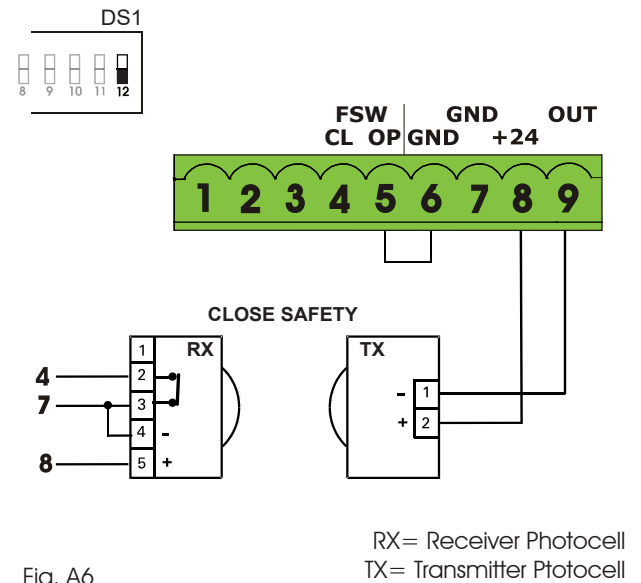 DS1
8 9 10 11 12
FSW GND OUT
CL OP GND +24
1 2 3 4 5 6 7 8 9
CLOSE SAFETY
1 RX TX
4 2
7 3 - 1
4 - + 2
8 5 +
RX= Receiver Photocell
TX= Transmitter Ptotocell
Fig. A6